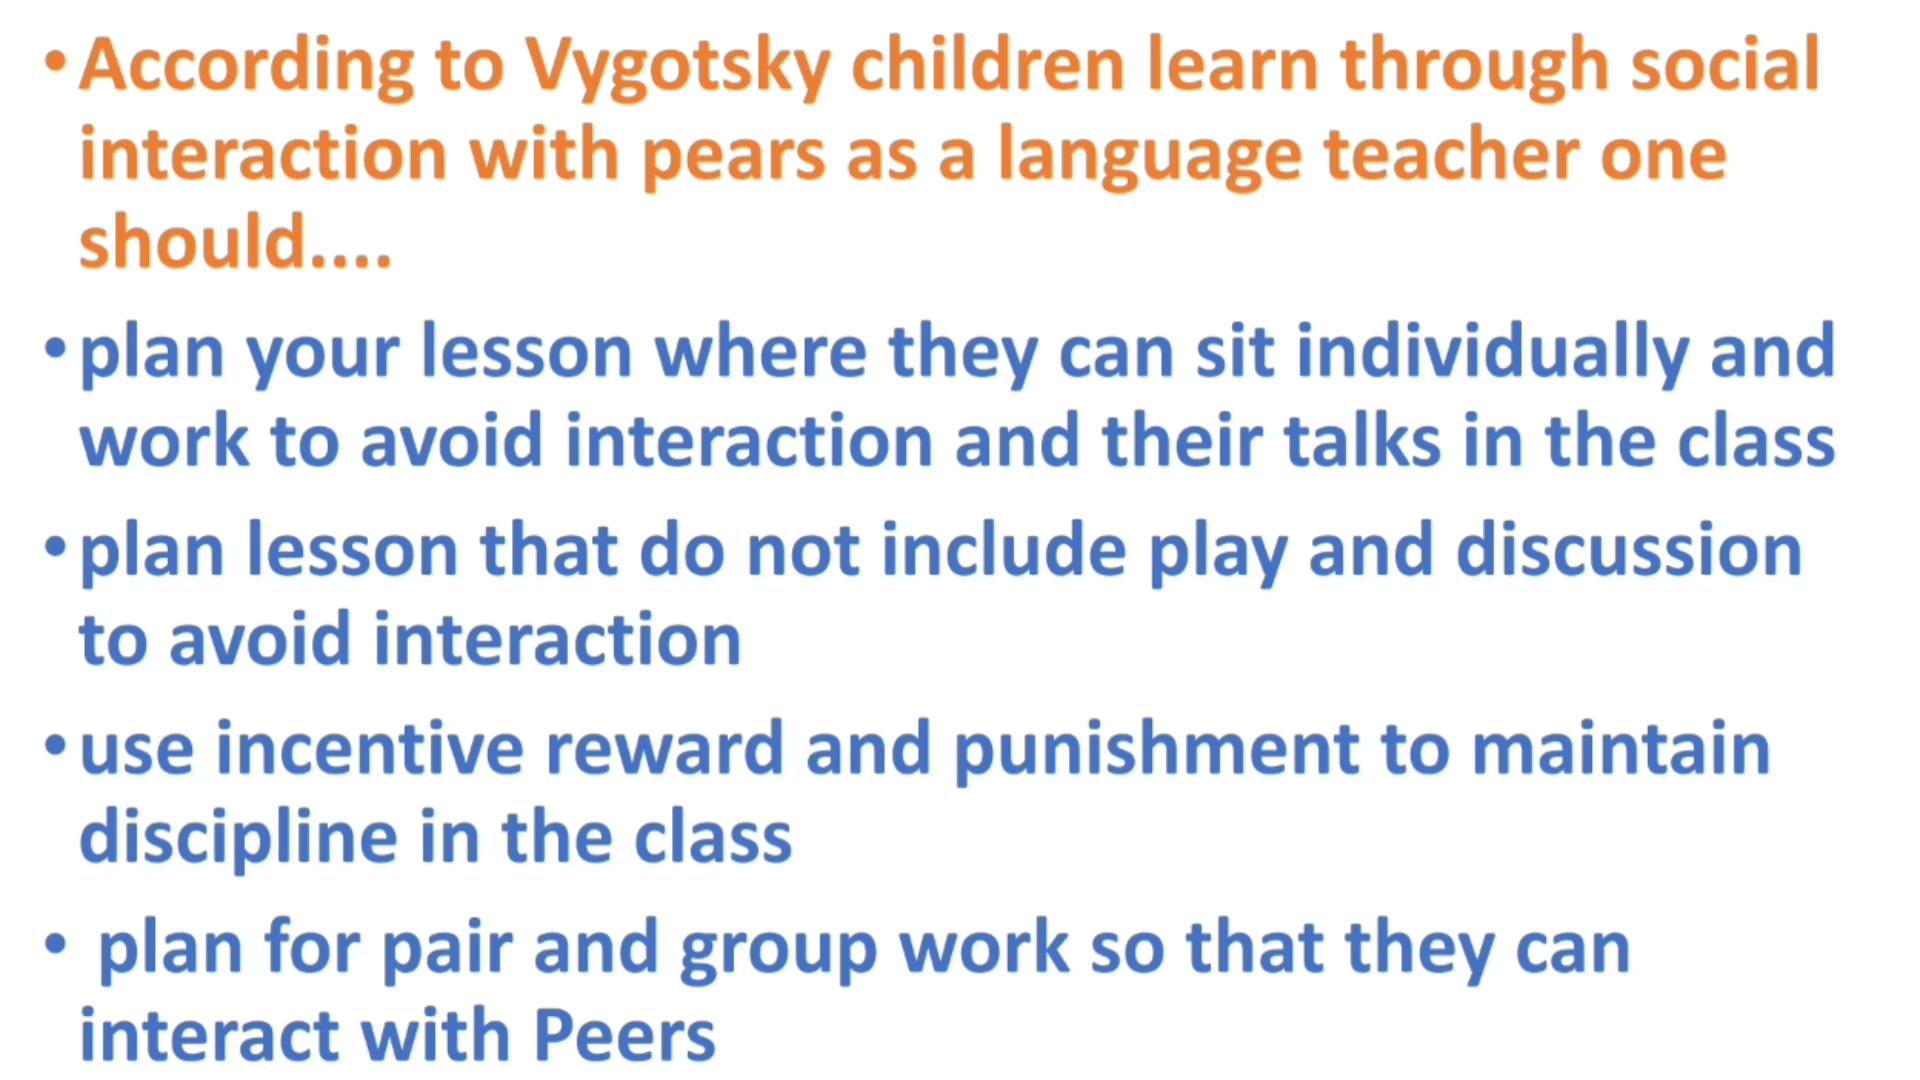 • According to Vygotsky children learn through social
interaction with pears as a language teacher one
should....
• plan your lesson where they can sit individually and
work to avoid interaction and their talks in the class
• plan lesson that do not include play and discussion
to avoid interaction
• use incentive reward and punishment to maintain
discipline in the class
• plan for pair and group work so that they can
interact with Peers